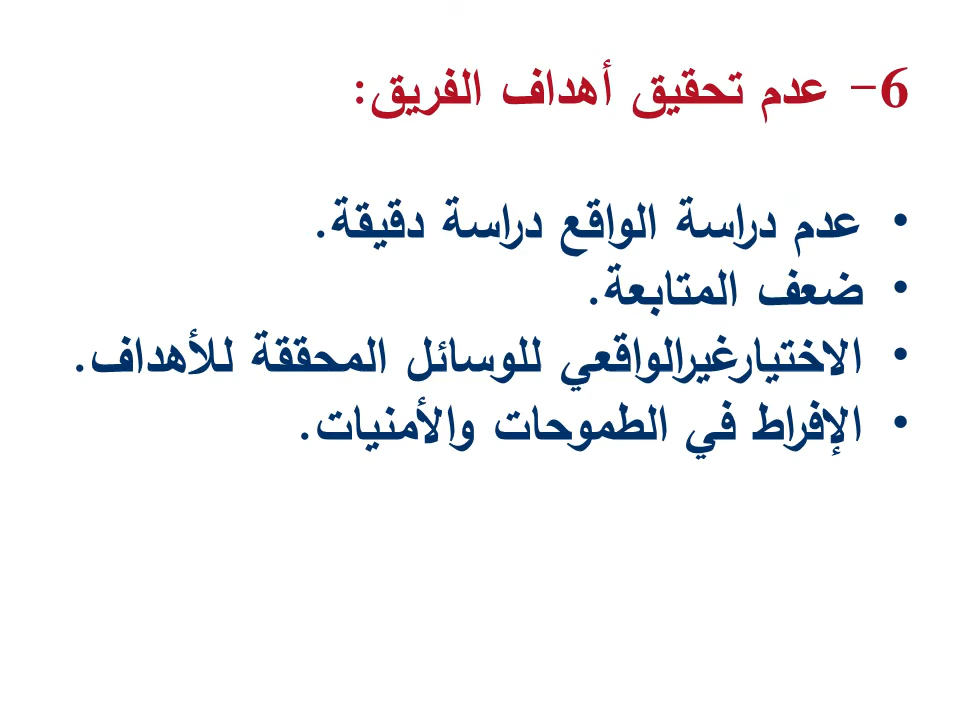 6- عدم تحقيق أهداف الفريق:
• عدم دراسة الواقع دراسة دقيقة.
• ضعف المتابعة.
• الاختيارغيرالواقعي للوسائل المحققة للأهداف.
• الإفراط في الطموحات والأمنيات.